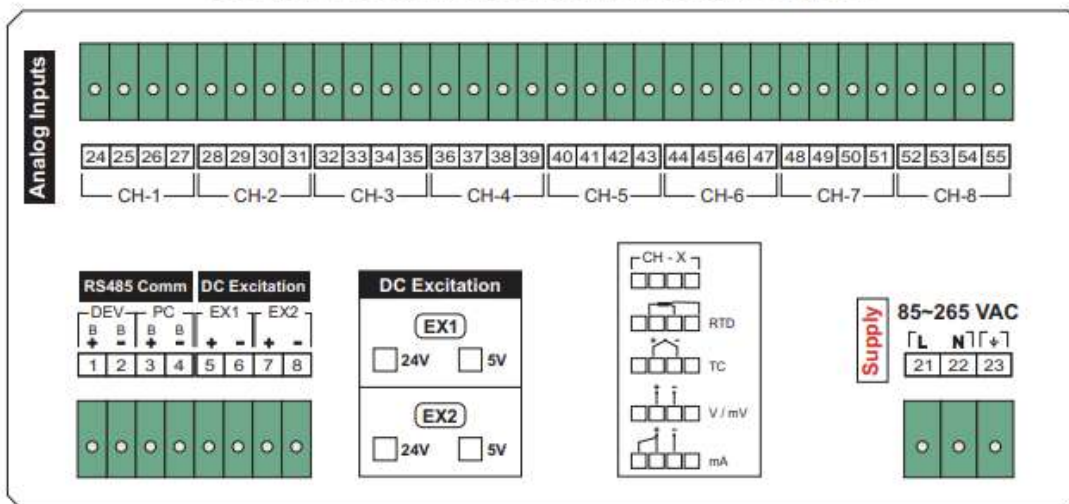 Analog Inputs
24 25 26 27 28 29 30 31 32 33 34 35 36 37 38 39 40 41 42 43 44 45 46 47 48 49 50 51 52 53 54 55
CH-1 CH-2 CH-3 CH-4 CH-5 CH-6 CH-7 CH-8
RS485 Comm DC Excitation
DEV PC EX1 EX2
B B B B
+ - + - + - + -
1 2 3 4 5 6 7 8
DC Excitation
EX1
24V 5V
EX2
24V 5V
CH - X
RTD
+ -
TC
+ -
V / mV
+ -
mA
Supply
85~265 VAC
L N ⏚
21 22 23